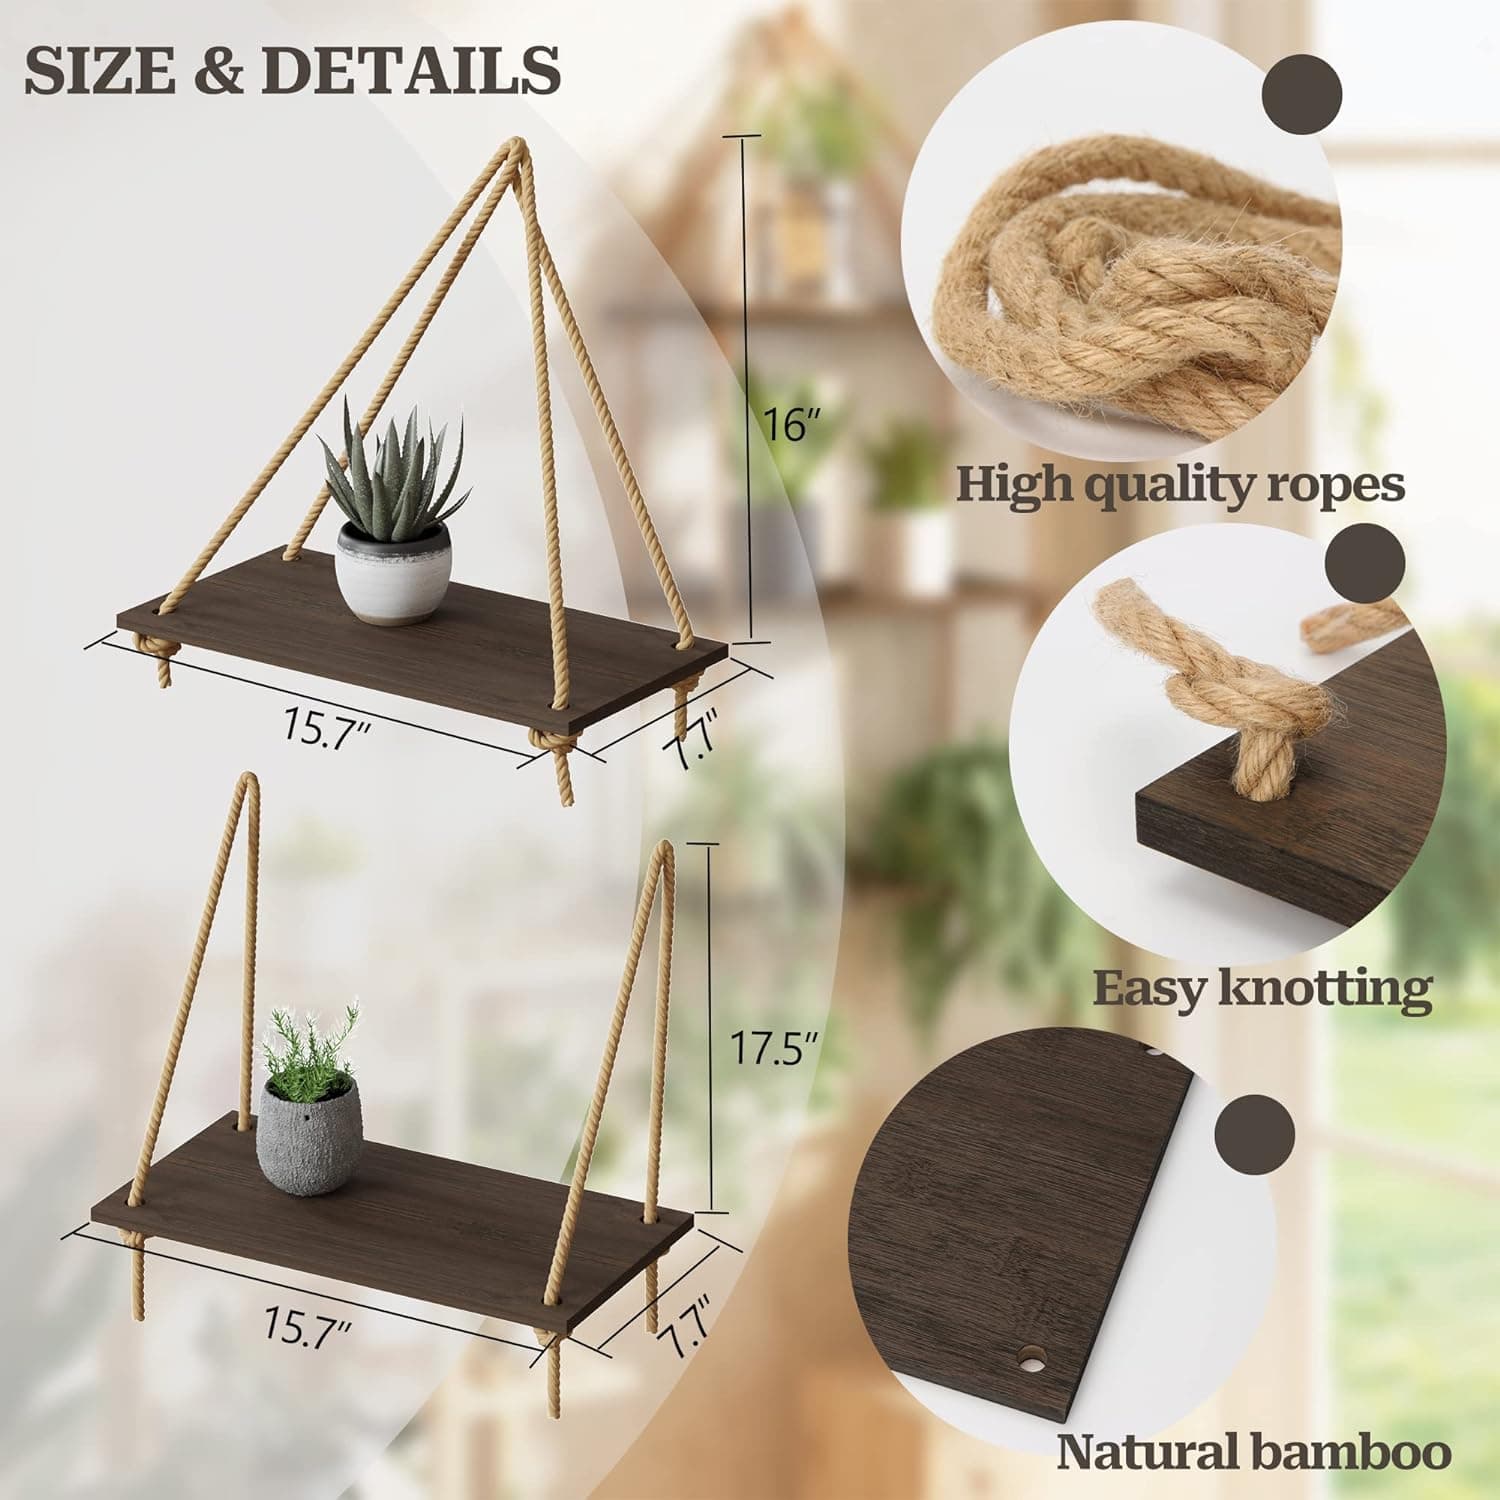 SIZE & DETAILS
16"
15.7"
7.7"
17.5"
15.7"
7.7"
High quality ropes
Easy knotting
Natural bamboo